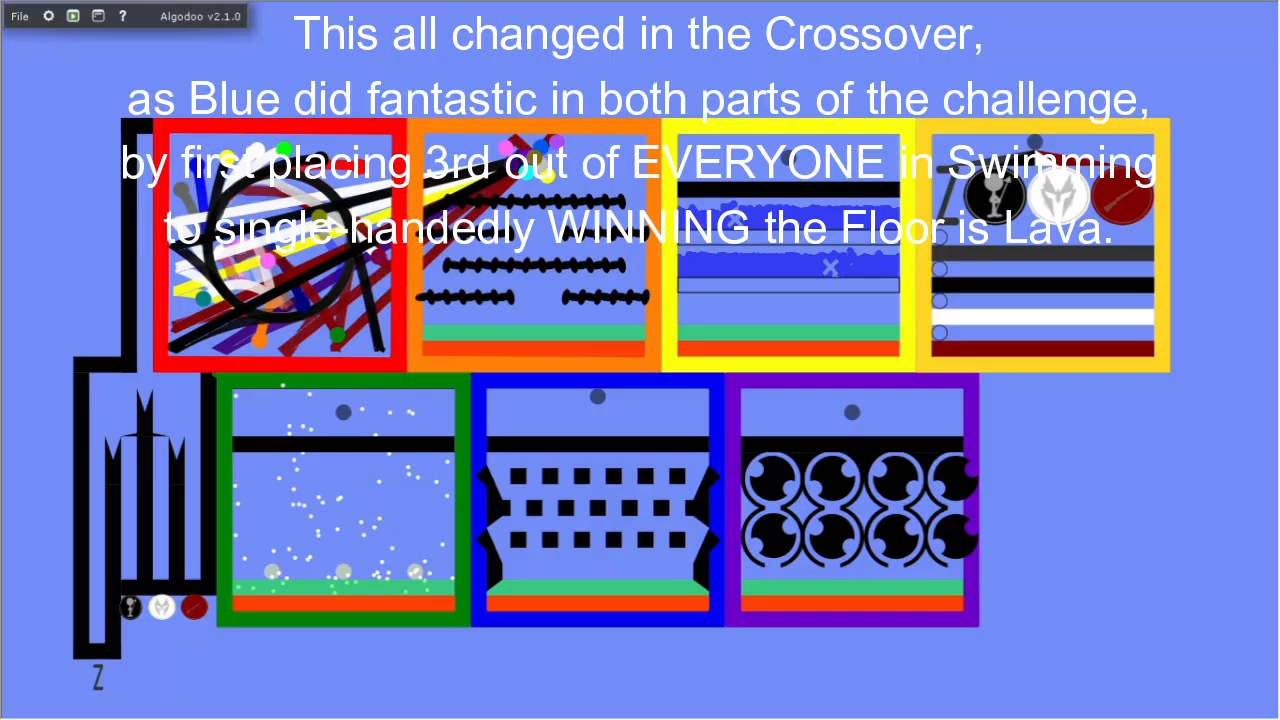 File ? Algodoo v2.1.0
This all changed in the Crossover,
as Blue did fantastic in both parts of the challenge,
by first placing 3rd out of EVERYONE in Swimming
to single-handedly WINNING the Floor is Lava.
Z